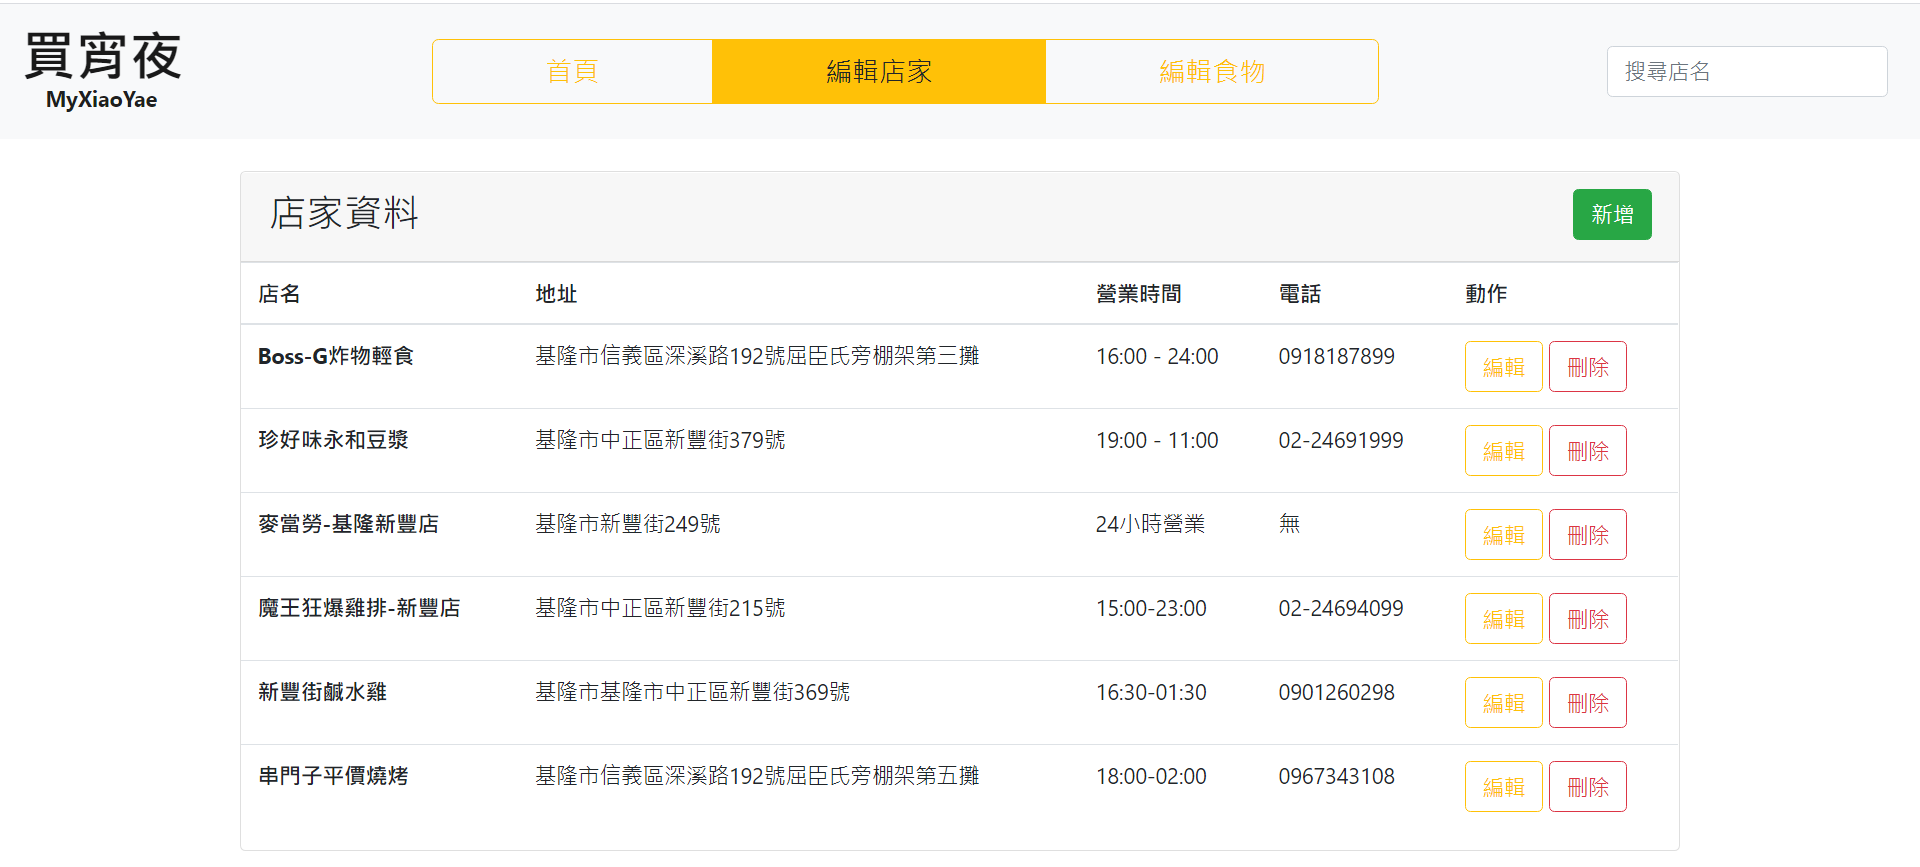 買宵夜
MyXiaoYae
首頁 編輯店家 編輯食物
搜尋店名
店家資料 新增
店名 地址 營業時間 電話 動作
Boss-G炸物輕食 基隆市信義區深溪路192號屈臣氏旁棚架第三攤 16:00 - 24:00 0918187899 編輯 刪除
珍好味永和豆漿 基隆市中正區新豐街379號 19:00 - 11:00 02-24691999 編輯 刪除
麥當勞-基隆新豐店 基隆市新豐街249號 24小時營業 無 編輯 刪除
魔王狂爆雞排-新豐店 基隆市中正區新豐街215號 15:00-23:00 02-24694099 編輯 刪除
新豐街鹹水雞 基隆市基隆市中正區新豐街369號 16:30-01:30 0901260298 編輯 刪除
串門子平價燒烤 基隆市信義區深溪路192號屈臣氏旁棚架第五攤 18:00-02:00 0967343108 編輯 刪除